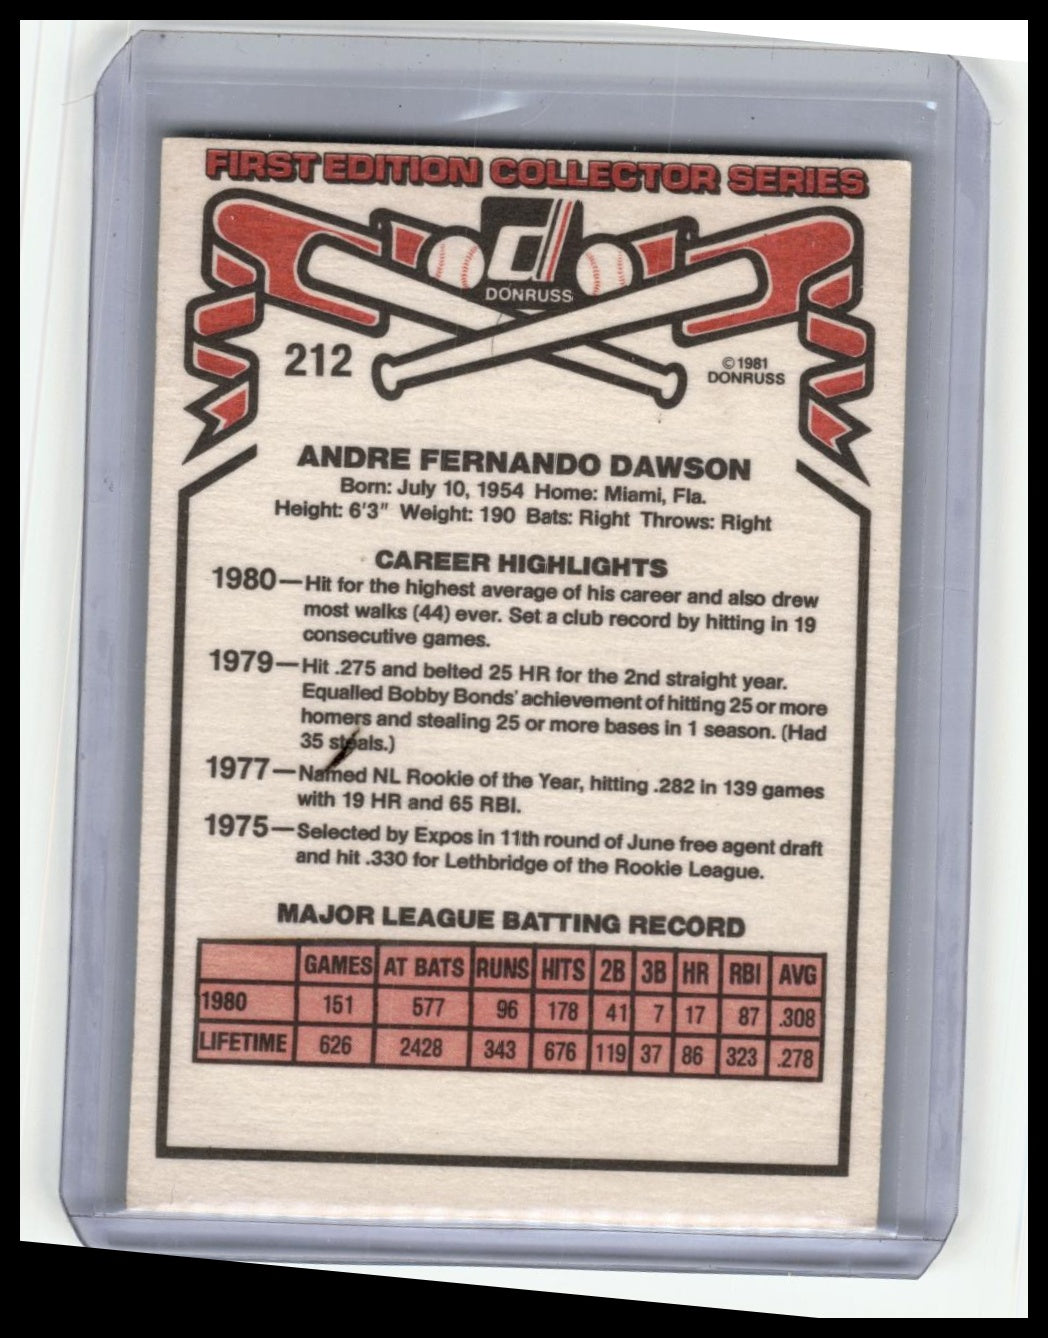 FIRST EDITION COLLECTOR SERIES
d
DONRUSS
212
©1981
DONRUSS
ANDRE FERNANDO DAWSON
Born: July 10, 1954 Home: Miami, Fla.
Height: 6'3" Weight: 190 Bats: Right Throws: Right
CAREER HIGHLIGHTS
1980—Hit for the highest average of his career and also drew
most walks (44) ever. Set a club record by hitting in 19
consecutive games.
1979—Hit .275 and belted 25 HR for the 2nd straight year.
Equalled Bobby Bonds' achievement of hitting 25 or more
homers and stealing 25 or more bases in 1 season. (Had
35 steals.)
1977—Named NL Rookie of the Year, hitting .282 in 139 games
with 19 HR and 65 RBI.
1975—Selected by Expos in 11th round of June free agent draft
and hit .330 for Lethbridge of the Rookie League.
MAJOR LEAGUE BATTING RECORD
GAMES AT BATS RUNS HITS 2B 3B HR RBI AVG
1980 151 577 96 178 41 7 17 87 .308
LIFETIME 626 2428 343 676 119 37 86 323 .278